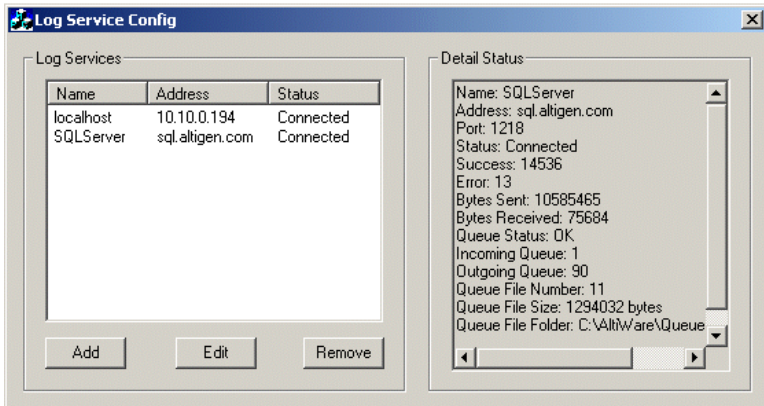 Log Service Config
Log Services
Name Address Status
localhost 10.10.0.194 Connected
SQLServer sql.altigen.com Connected
Add Edit Remove
Detail Status
Name: SQLServer
Address: sql.altigen.com
Port: 1218
Status: Connected
Success: 14536
Error: 13
Bytes Sent: 10585465
Bytes Received: 75684
Queue Status: OK
Incoming Queue: 1
Outgoing Queue: 90
Queue File Number: 11
Queue File Size: 1294032 bytes
Queue File Folder: C:\AltiWare\Queue